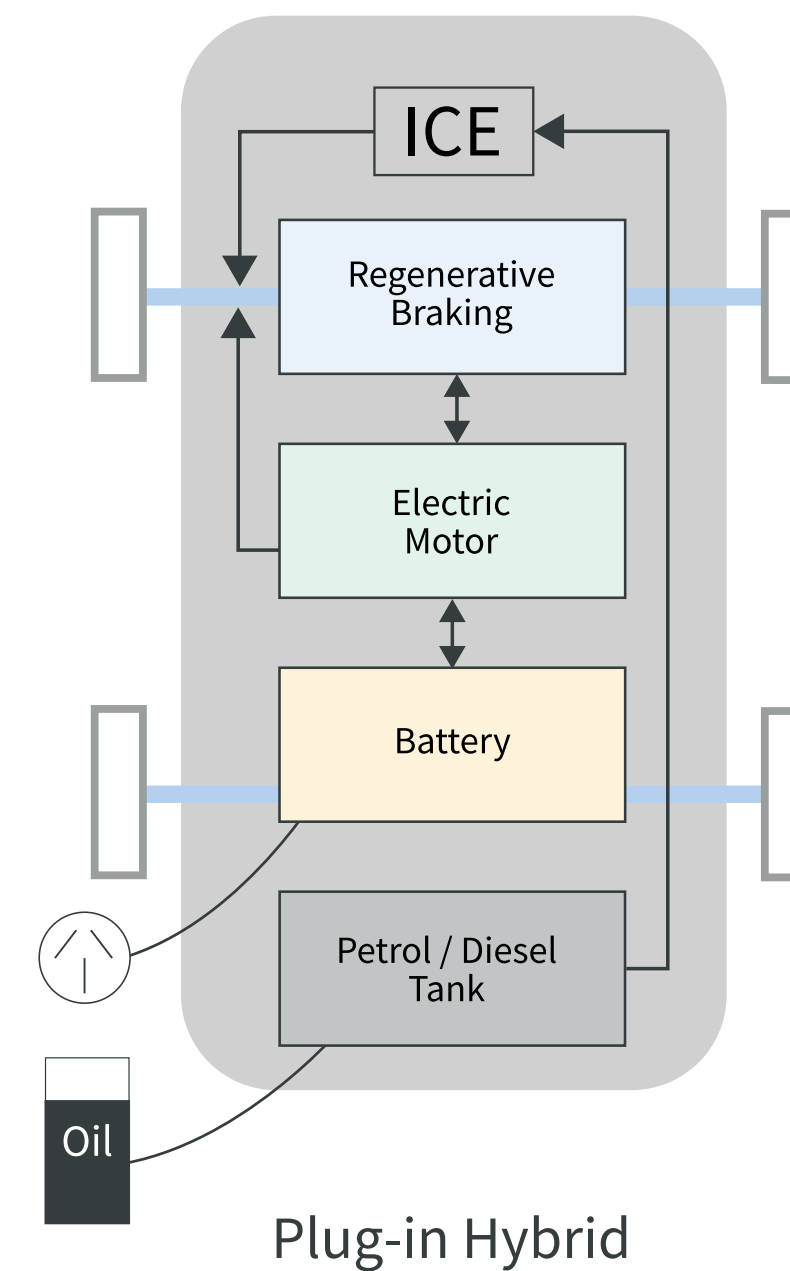 ICE
Regenerative
Braking
Electric
Motor
Battery
Petrol / Diesel
Tank
Oil
Plug-in Hybrid